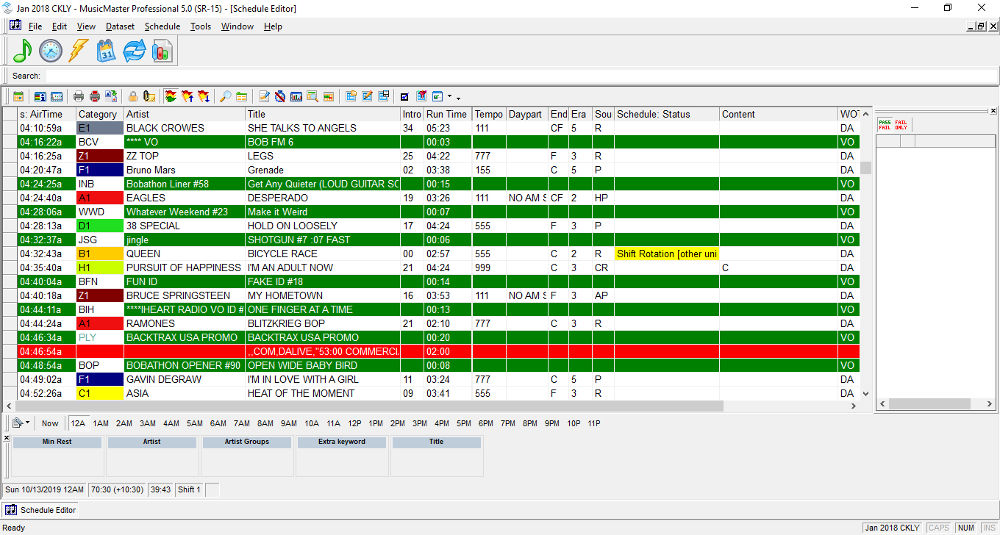 Jan 2018 CKLY - MusicMaster Professional 5.0 (SR-15) - [Schedule Editor]
File Edit View Dataset Schedule Tools Window Help
31
Search:
s: AirTime Category Artist Title Intro Run Time Tempo Daypart End Era Sou Schedule: Status Content WOT
04:10:59a E1 BLACK CROWES SHE TALKS TO ANGELS 34 05:23 111 CF 5 R DA
04:16:22a BCV **** VO BOB FM 6 00:03 VO
04:16:25a Z1 ZZ TOP LEGS 25 04:22 777 F 3 R DA
04:20:47a F1 Bruno Mars Grenade 02 03:38 155 C 5 P DA
04:24:25a INB Bobathon Liner #58 Get Any Quieter (LOUD GUITAR SC 00:15 VO
04:24:40a A1 EAGLES DESPERADO 19 03:26 111 NO AM S CF 2 HP DA
04:28:06a WWD Whatever Weekend #23 Make it Weird 00:07 VO
04:28:13a D1 38 SPECIAL HOLD ON LOOSELY 17 04:24 555 F 3 P DA
04:32:37a JSG jingle SHOTGUN #7 :07 FAST 00:06 VO
04:32:43a B1 QUEEN BICYCLE RACE 00 02:57 555 C 2 R Shift Rotation [other uni DA
04:35:40a H1 PURSUIT OF HAPPINESS I'M AN ADULT NOW 21 04:24 999 C 3 CR C DA
04:40:04a BFN FUN ID FAKE ID #18 00:14 VO
04:40:18a Z1 BRUCE SPRINGSTEEN MY HOMETOWN 16 03:53 111 NO AM S F 3 AP DA
04:44:11a BIH ****IHEART RADIO VO ID # ONE FINGER AT A TIME 00:13 VO
04:44:24a A1 RAMONES BLITZKRIEG BOP 21 02:10 777 C 3 R DA
04:46:34a PLY BACKTRAX USA PROMO BACKTRAX USA PROMO 00:20 VO
04:46:54a ,,COM,DALIVE,"53:00 COMMERCI 02:00
04:48:54a BOP BOBATHON OPENER #90 OPEN WIDE BABY BIRD 00:08 VO
04:49:02a F1 GAVIN DEGRAW I'M IN LOVE WITH A GIRL 11 03:24 777 C 5 P DA
04:52:26a C1 ASIA HEAT OF THE MOMENT 09 03:41 555 F 3 R DA
PASS FAIL
FAIL ONLY
Now 12A 1AM 2AM 3AM 4AM 5AM 6AM 7AM 8AM 9AM 10A 11A 12P 1PM 2PM 3PM 4PM 5PM 6PM 7PM 8PM 9PM 10P 11P
Min Rest Artist Artist Groups Extra keyword Title
Sun 10/13/2019 12AM 70:30 (+10:30) 39:43 Shift 1
Schedule Editor
Ready Jan 2018 CKLY CAPS NUM INS